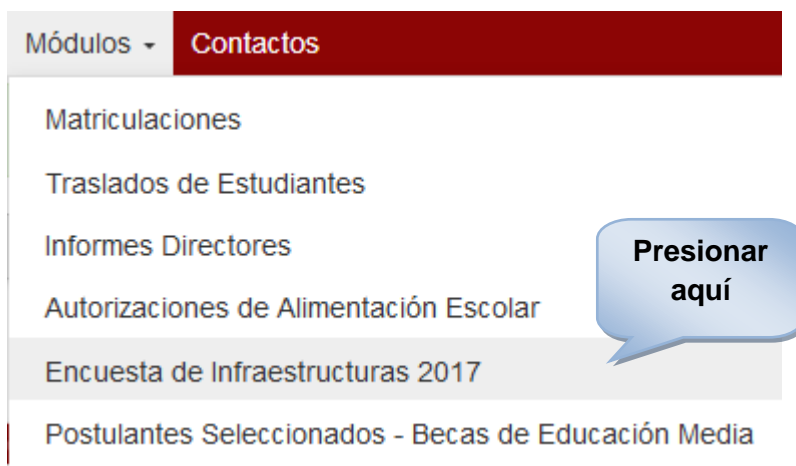 Módulos Contactos
Matriculaciones
Traslados de Estudiantes
Informes Directores
Presionar
aquí
Autorizaciones de Alimentación Escolar
Encuesta de Infraestructuras 2017
Postulantes Seleccionados - Becas de Educación Media